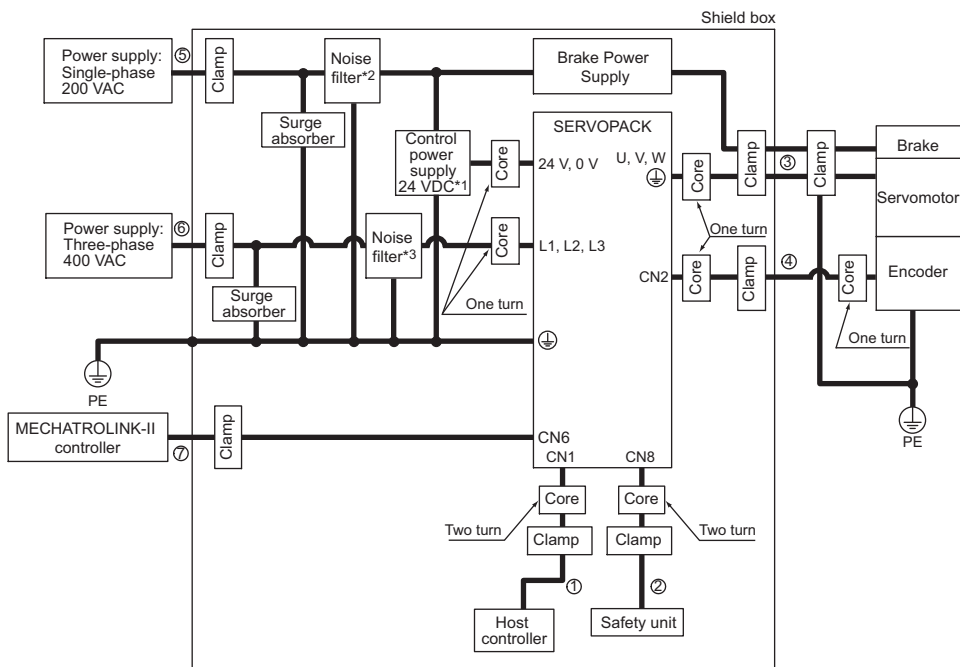 Shield box
Power supply:
Single-phase
200 VAC
⑤
Clamp
Noise
filter*2
Brake Power
Supply
Surge
absorber
Control
power
supply
24 VDC*1
Core
SERVOPACK
24 V, 0 V
U, V, W
Core
Clamp
③
Clamp
Brake
Servomotor
Power supply:
Three-phase
400 VAC
⑥
Clamp
Noise
filter*3
Core
L1, L2, L3
One turn
CN2
Core
Clamp
④
Core
Encoder
Surge
absorber
One turn
One turn
PE
PE
MECHATROLINK-II
controller
⑦
Clamp
CN6
CN1
CN8
Two turn
Core
Core
Two turn
Clamp
Clamp
①
②
Host
controller
Safety unit